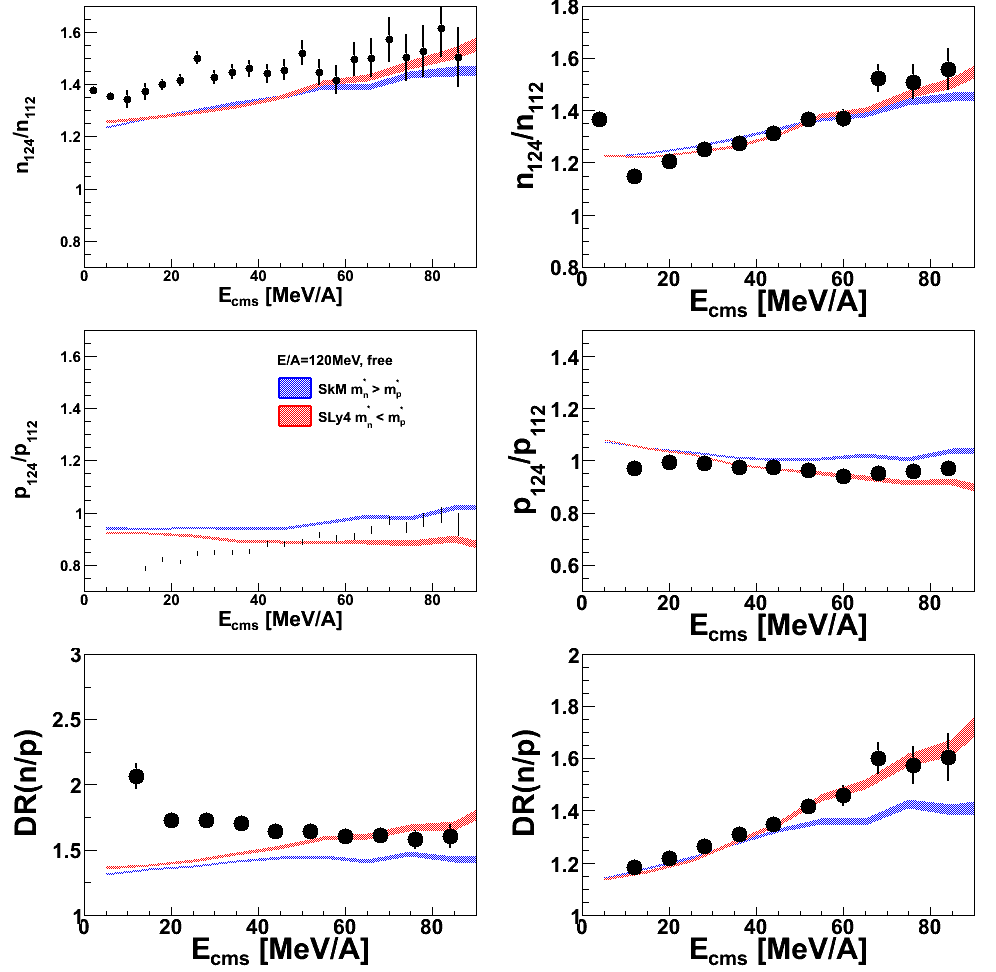 n124/n112
1.6
1.4
1.2
1
0.8
0 20 40 60 80
Ecms [MeV/A]
n124/n112
1.8
1.6
1.4
1.2
1
0.8
0 20 40 60 80
Ecms [MeV/A]
p124/p112
1.6
1.4
1.2
1
0.8
E/A=120MeV, free
SkM m*n > m*p
SLy4 m*n < m*p
0 20 40 60 80
Ecms [MeV/A]
p124/p112
1.4
1.2
1
0.8
0.6
0 20 40 60 80
Ecms [MeV/A]
DR(n/p)
3
2.5
2
1.5
1
0 20 40 60 80
Ecms [MeV/A]
DR(n/p)
2
1.8
1.6
1.4
1.2
1
0 20 40 60 80
Ecms [MeV/A]